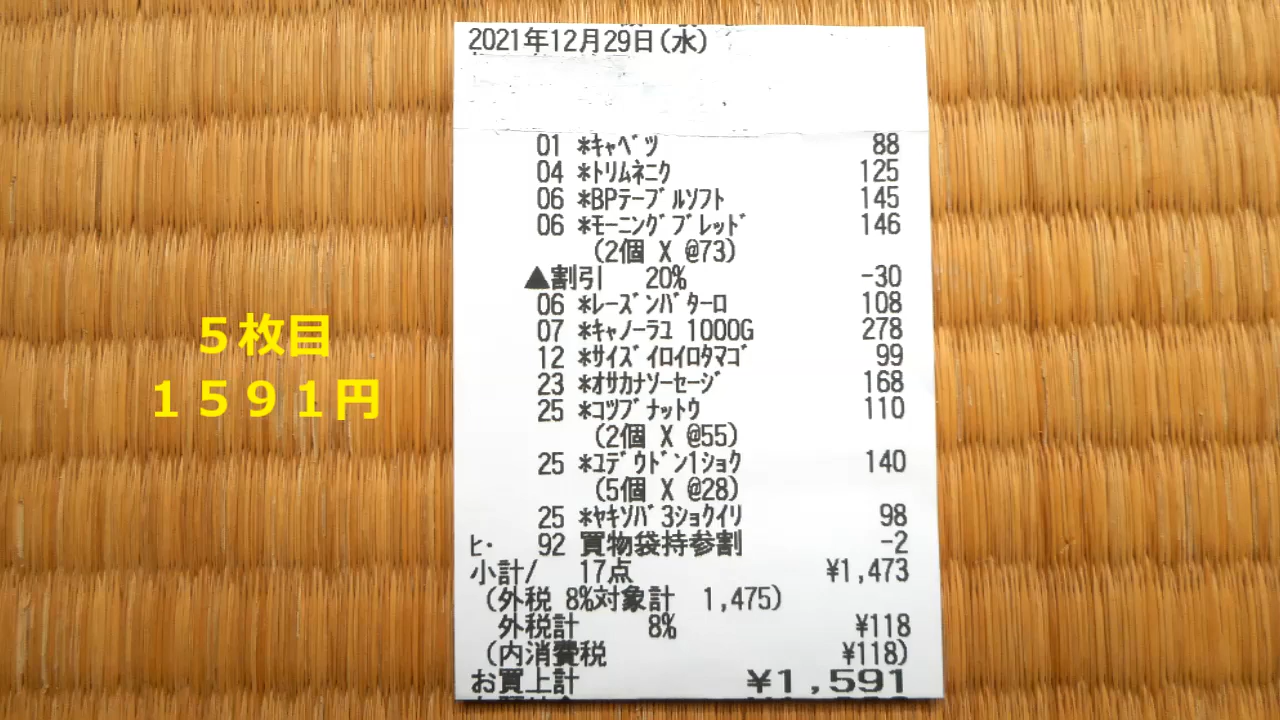 2021年12月29日(水)
01 *ｷｬﾍﾞﾂ 88
04 *ﾄﾘﾑﾈﾆｸ 125
06 *BPﾃｰﾌﾞﾙｿﾌﾄ 145
06 *ﾓｰﾆﾝｸﾞﾌﾞﾚｯﾄﾞ 146
(2個 X @73)
▲割引 20% -30
06 *ﾚｰｽﾞﾝﾊﾞﾀｰﾛ 108
07 *ｷｬﾉｰﾗﾕ 1000G 278
12 *ｻｲｽﾞｲﾛｲﾛﾀﾏｺﾞ 99
23 *ｵｻｶﾅｿｰｾｰｼﾞ 168
25 *ｺﾂﾌﾞﾅｯﾄｳ 110
(2個 X @55)
25 *ﾕﾃﾞｳﾄﾞﾝ1ｼｮｸ 140
(5個 X @28)
25 *ﾔｷｿﾊﾞ3ｼｮｸｲﾘ 98
ﾋ･ 92 買物袋持参割 -2
小計/ 17点 ¥1,473
(外税 8%対象計 1,475)
外税計 8% ¥118
(内消費税 ¥118)
お買上計 ¥1,591
５枚目
１５９１円